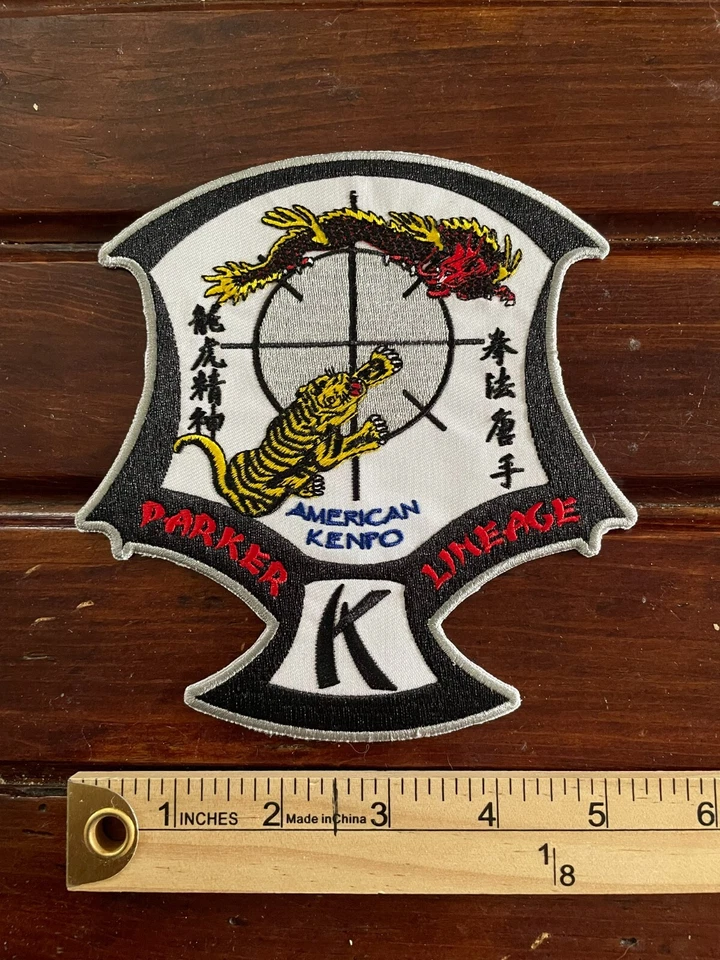 龍虎精神
拳法唐手
AMERICAN
KENPO
PARKER
LINEAGE
K
1 INCHES 2 Made in China 3 4 5 6
1/8